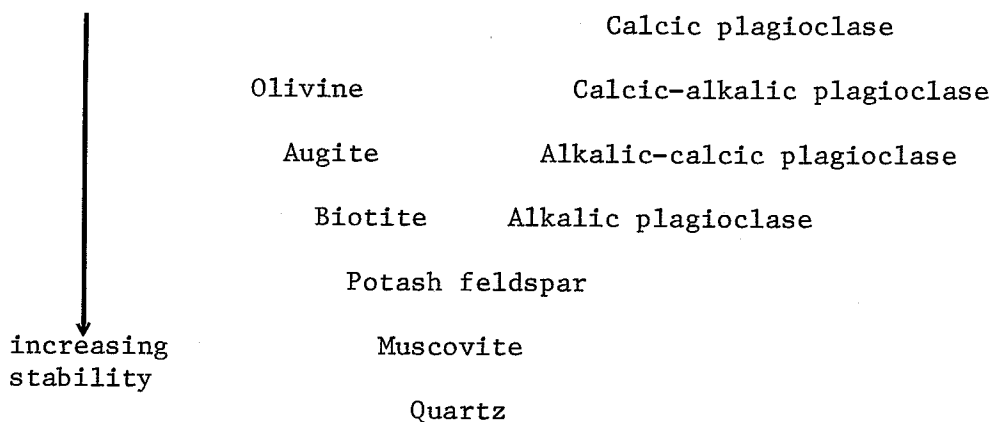 Calcic plagioclase
Olivine Calcic-alkalic plagioclase
Augite Alkalic-calcic plagioclase
Biotite Alkalic plagioclase
Potash feldspar
increasing Muscovite
stability
Quartz